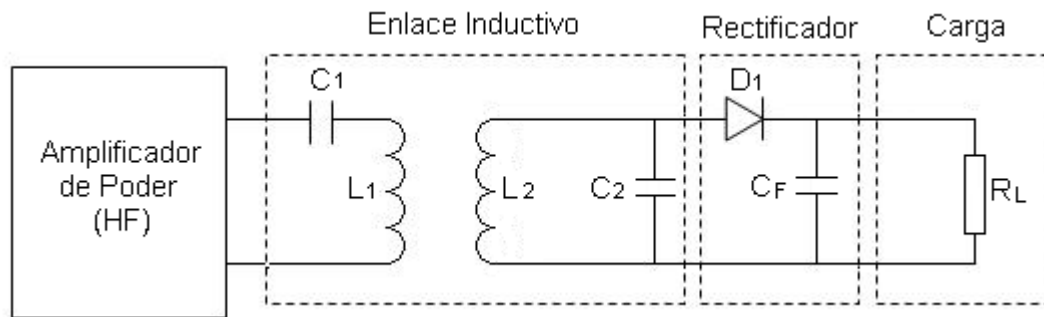 Enlace Inductivo
Rectificador
Carga
Amplificador
de Poder
(HF)
C1
L1
L2
C2
D1
CF
RL